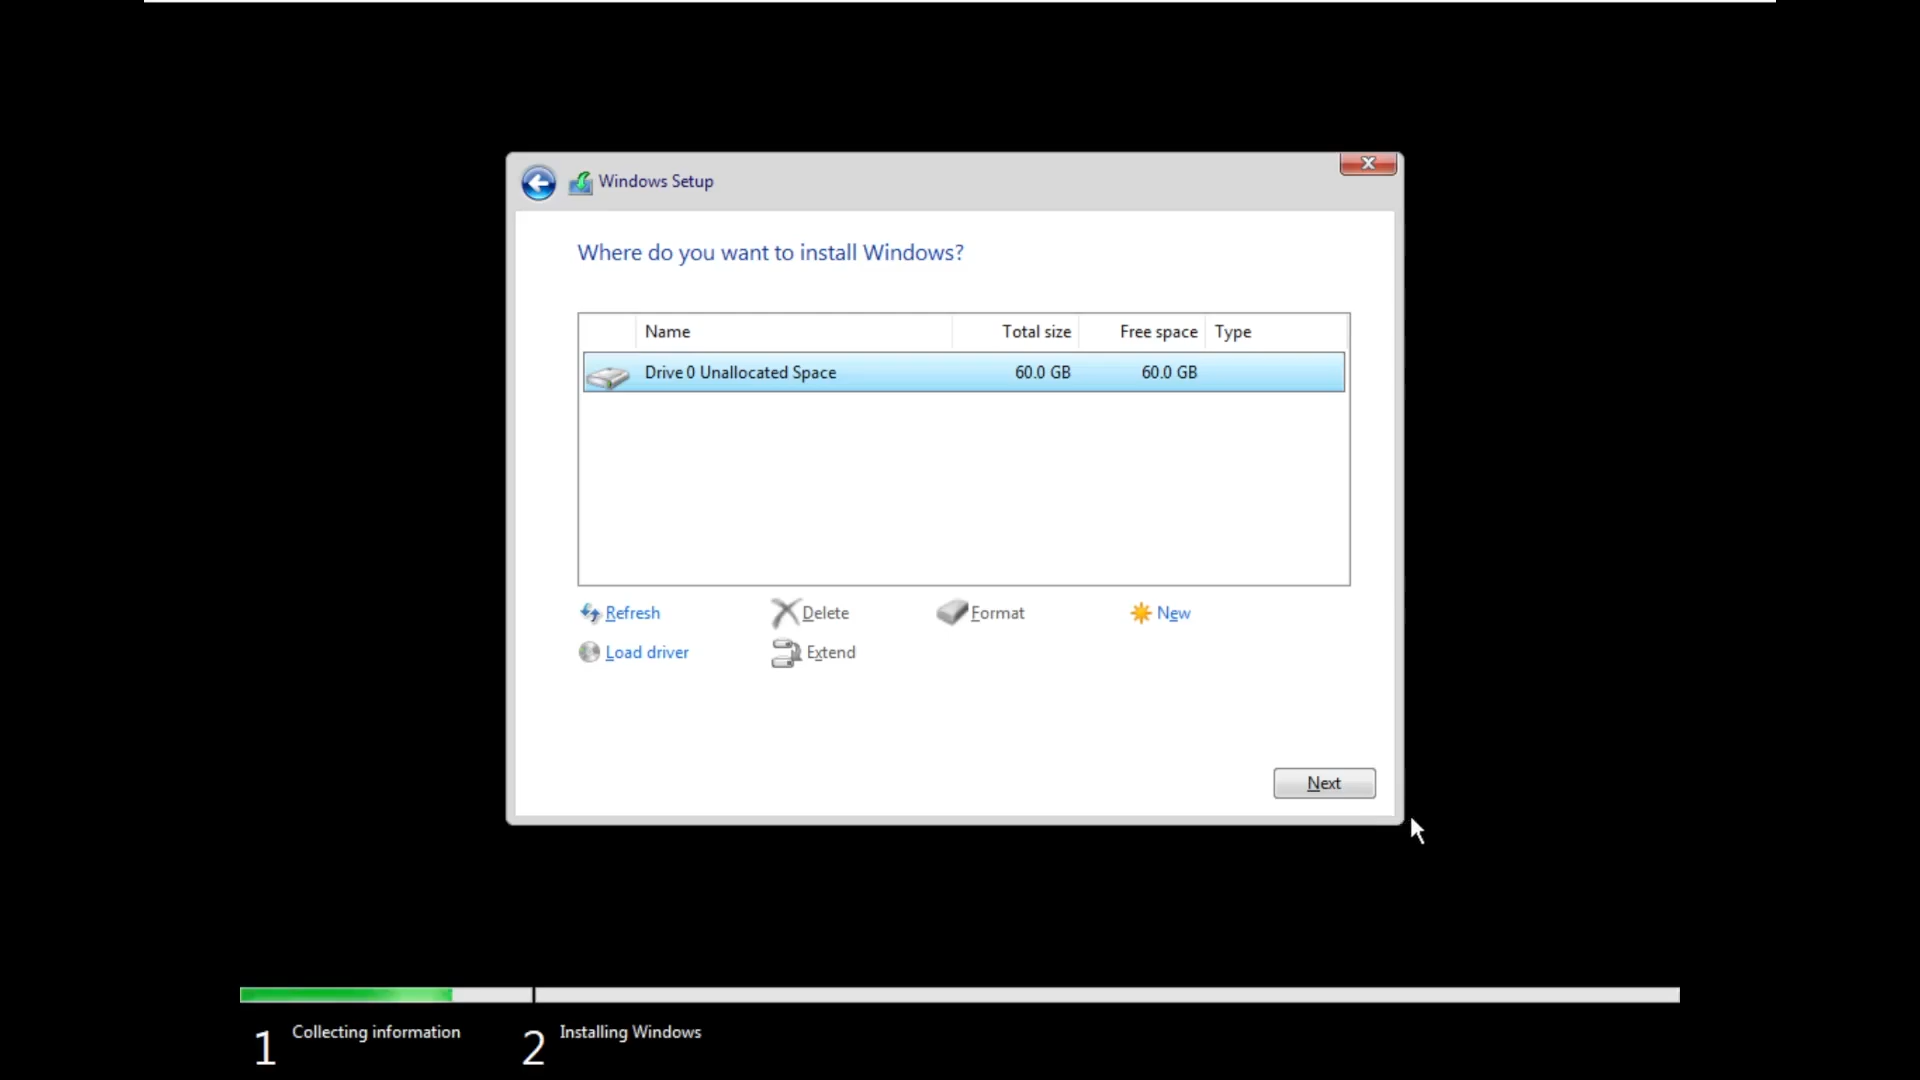 Windows Setup
Where do you want to install Windows?
Name Total size Free space Type
Drive 0 Unallocated Space 60.0 GB 60.0 GB
Refresh Delete Format New
Load driver Extend
Next
1 Collecting information 2 Installing Windows